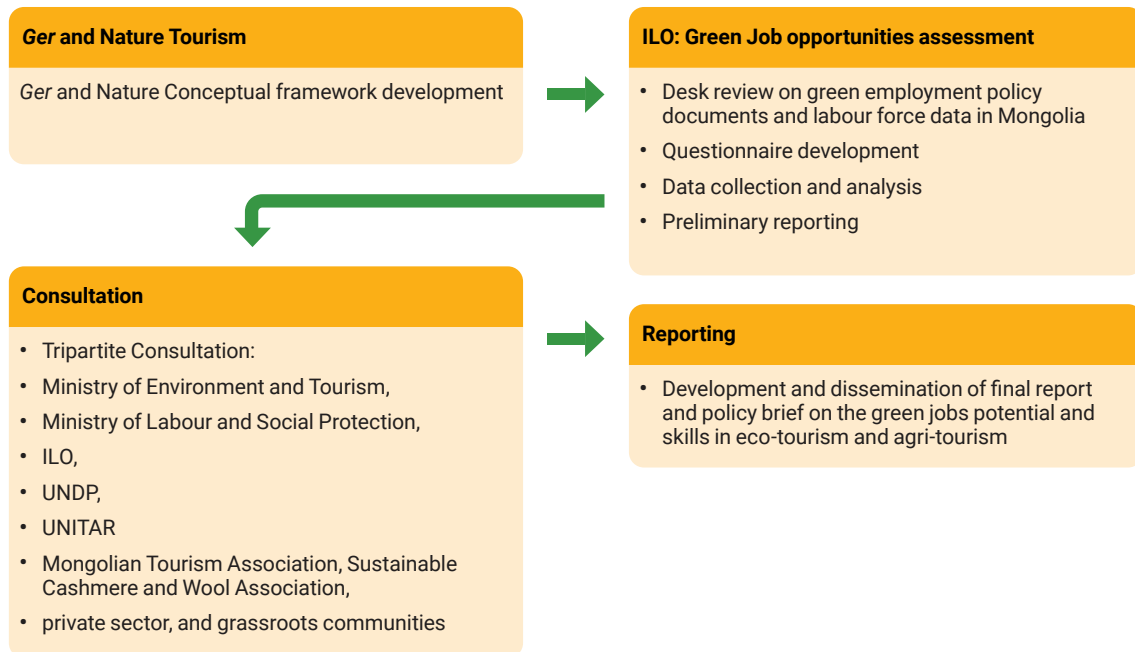 Ger and Nature Tourism
Ger and Nature Conceptual framework development
ILO: Green Job opportunities assessment
• Desk review on green employment policy
documents and labour force data in Mongolia
• Questionnaire development
• Data collection and analysis
• Preliminary reporting
Consultation
• Tripartite Consultation:
• Ministry of Environment and Tourism,
• Ministry of Labour and Social Protection,
• ILO,
• UNDP,
• UNITAR
• Mongolian Tourism Association, Sustainable
Cashmere and Wool Association,
• private sector, and grassroots communities
Reporting
• Development and dissemination of final report
and policy brief on the green jobs potential and
skills in eco-tourism and agri-tourism